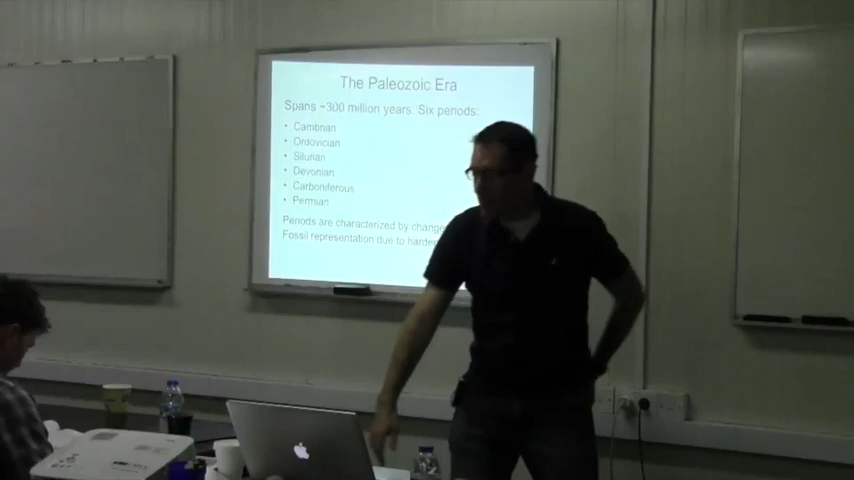 The Paleozoic Era
Spans ~300 million years. Six periods:
• Cambrian
• Ordovician
• Silurian
• Devonian
• Carboniferous
• Permian
Periods are characterized by change
Fossil representation due to harden